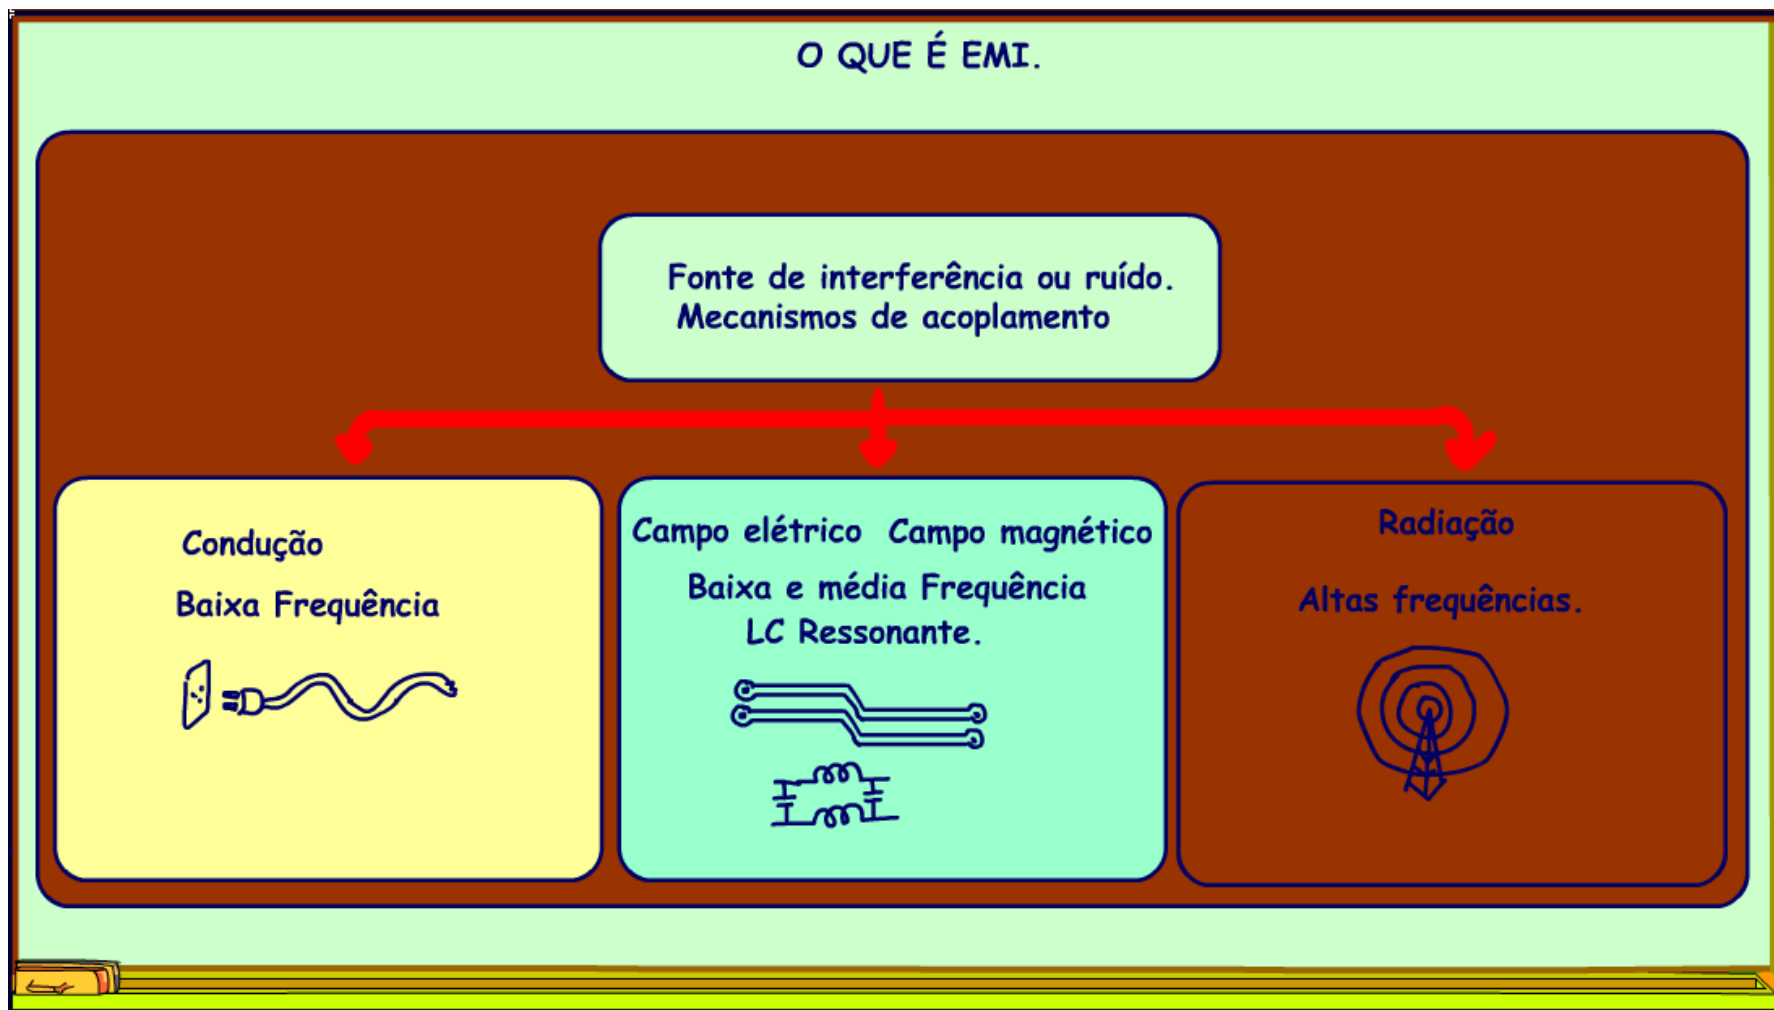 O QUE É EMI.
Fonte de interferência ou ruído.
Mecanismos de acoplamento
Condução
Baixa Frequência
Campo elétrico Campo magnético
Baixa e média Frequência
LC Ressonante.
Radiação
Altas frequências.